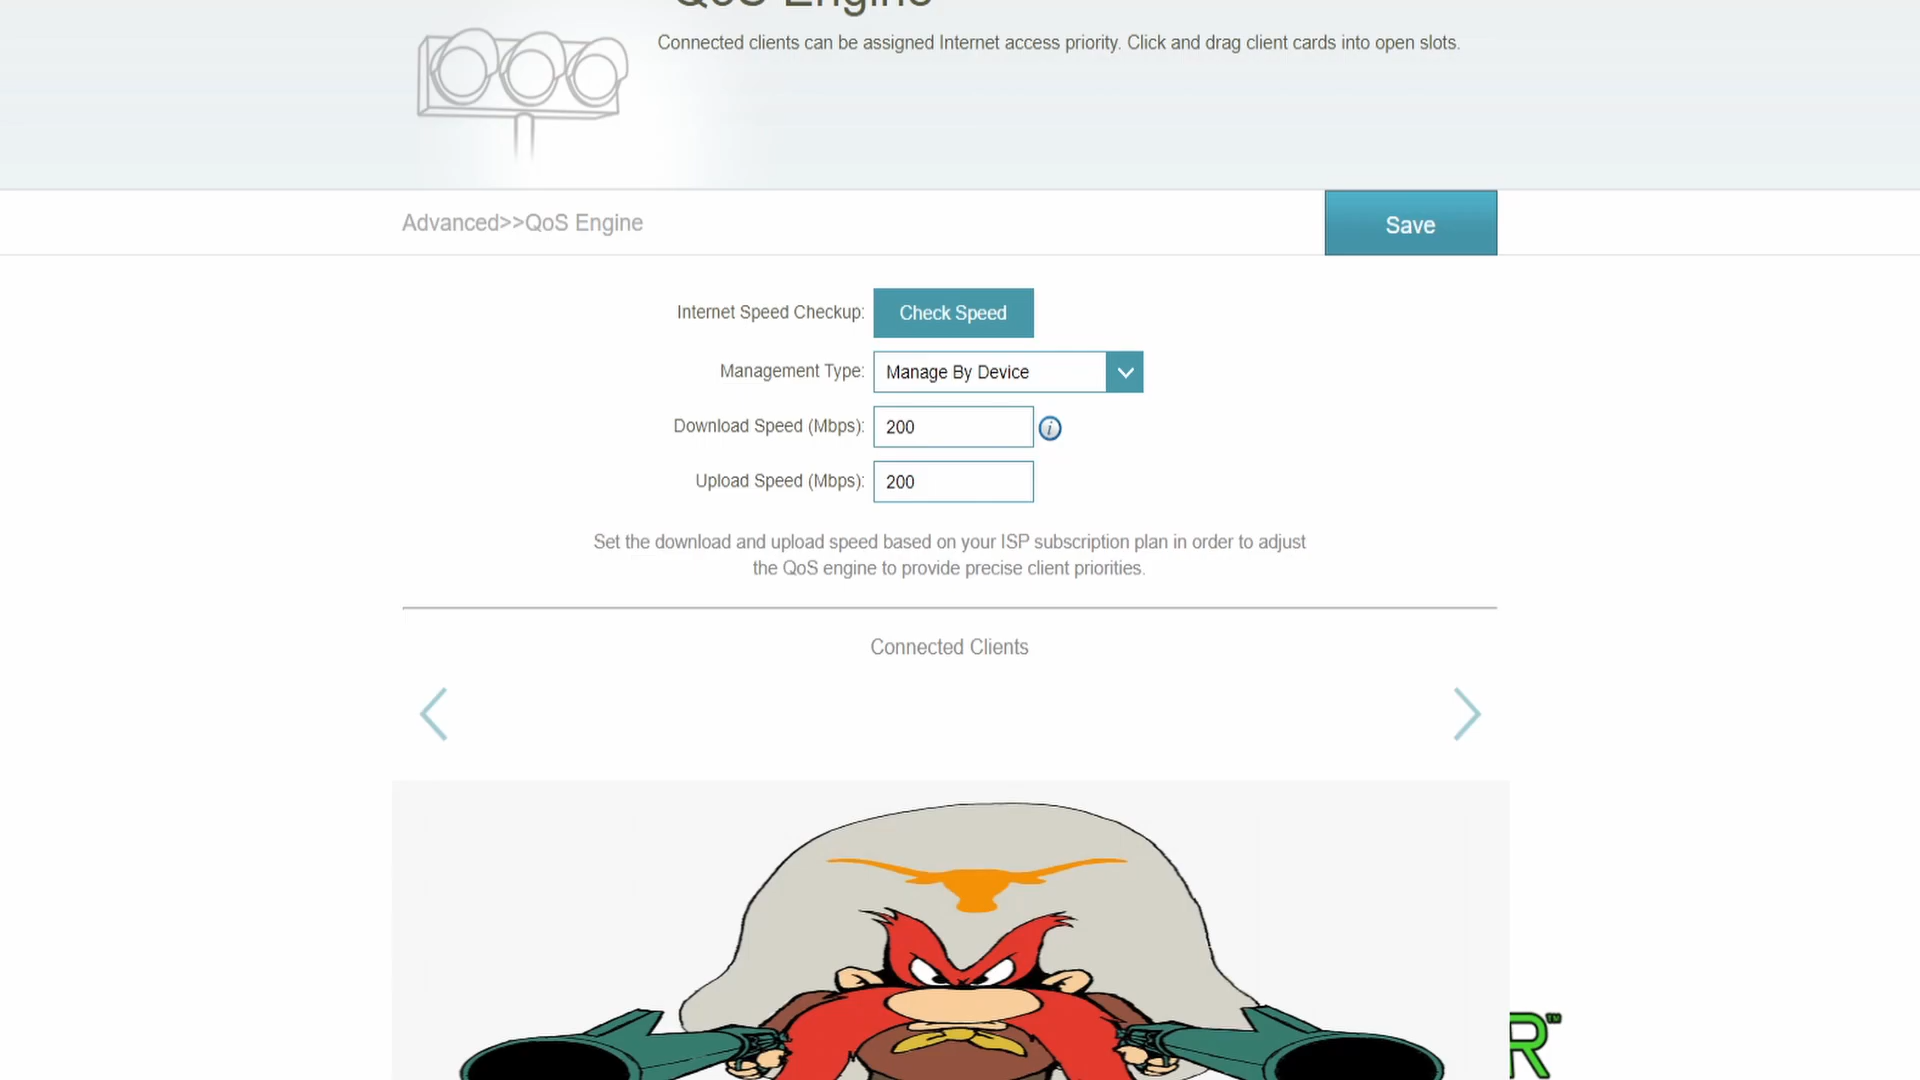 QoS Engine
Connected clients can be assigned Internet access priority. Click and drag client cards into open slots.
Advanced>>QoS Engine
Save
Internet Speed Checkup:
Check Speed
Management Type:
Manage By Device
Download Speed (Mbps):
200
Upload Speed (Mbps):
200
Set the download and upload speed based on your ISP subscription plan in order to adjust
the QoS engine to provide precise client priorities.
Connected Clients
R™